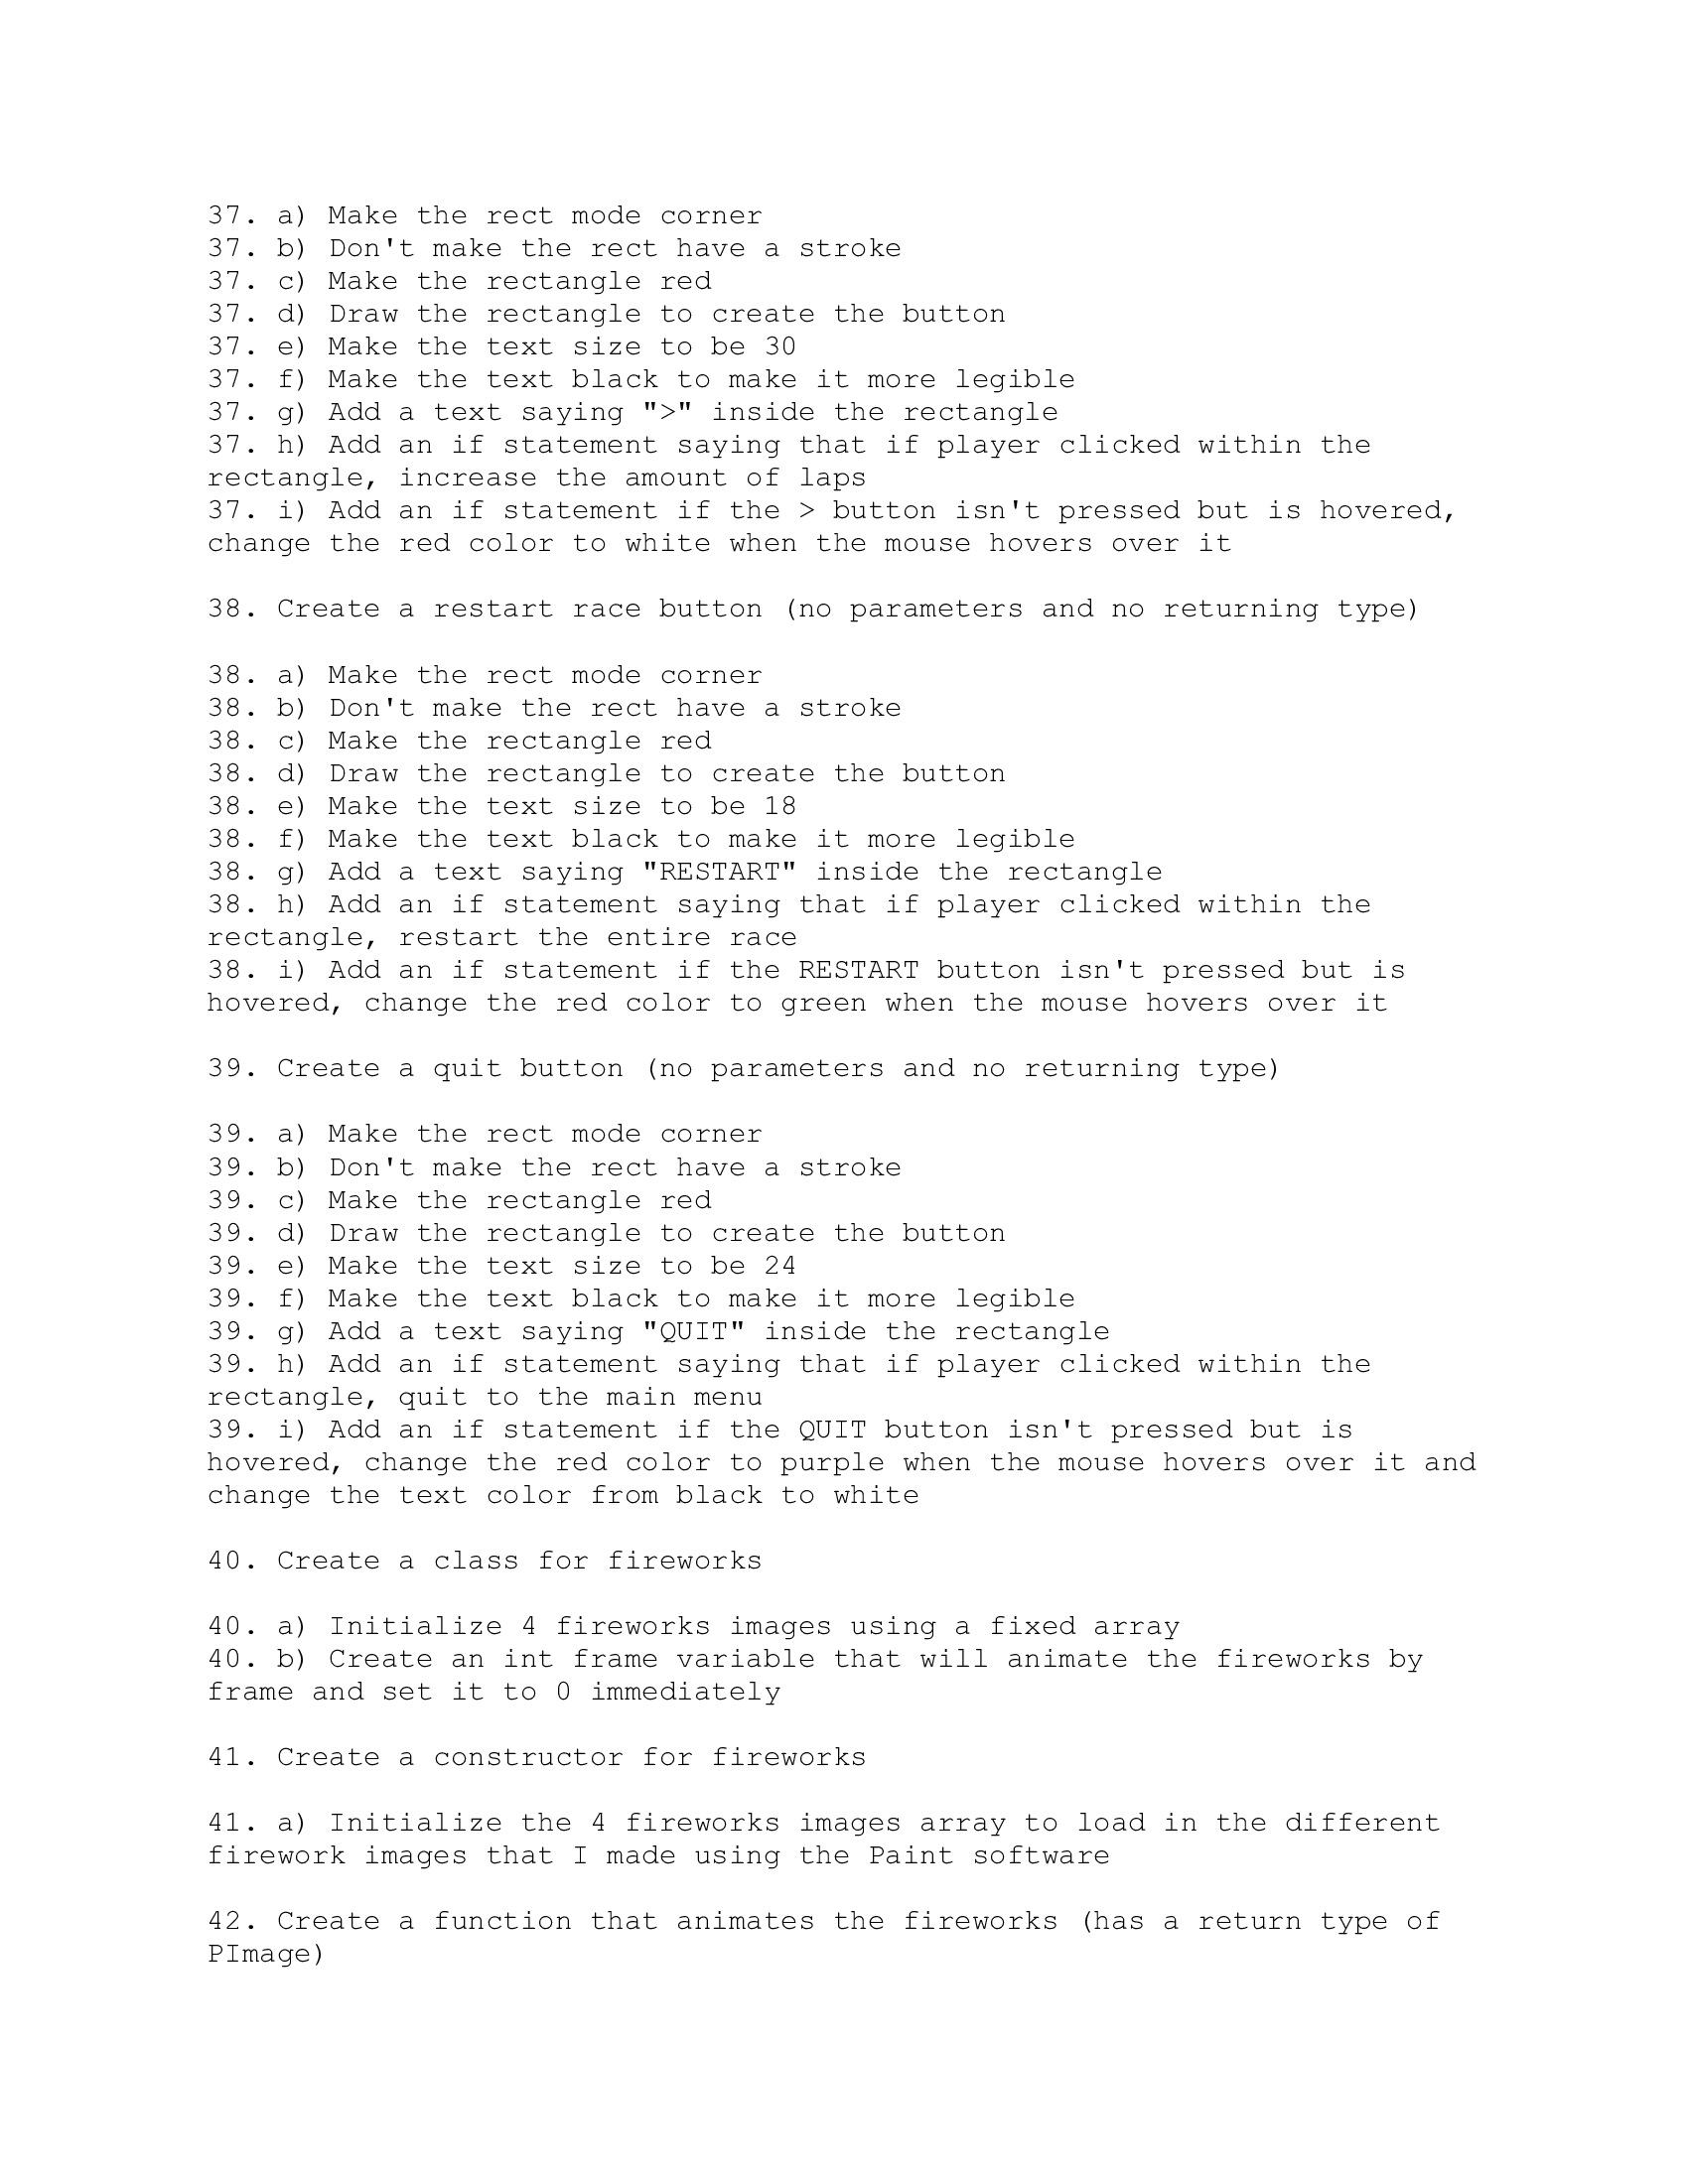 37. a) Make the rect mode corner
37. b) Don't make the rect have a stroke
37. c) Make the rectangle red
37. d) Draw the rectangle to create the button
37. e) Make the text size to be 30
37. f) Make the text black to make it more legible
37. g) Add a text saying ">" inside the rectangle
37. h) Add an if statement saying that if player clicked within the
rectangle, increase the amount of laps
37. i) Add an if statement if the > button isn't pressed but is hovered,
change the red color to white when the mouse hovers over it
38. Create a restart race button (no parameters and no returning type)
38. a) Make the rect mode corner
38. b) Don't make the rect have a stroke
38. c) Make the rectangle red
38. d) Draw the rectangle to create the button
38. e) Make the text size to be 18
38. f) Make the text black to make it more legible
38. g) Add a text saying "RESTART" inside the rectangle
38. h) Add an if statement saying that if player clicked within the
rectangle, restart the entire race
38. i) Add an if statement if the RESTART button isn't pressed but is
hovered, change the red color to green when the mouse hovers over it
39. Create a quit button (no parameters and no returning type)
39. a) Make the rect mode corner
39. b) Don't make the rect have a stroke
39. c) Make the rectangle red
39. d) Draw the rectangle to create the button
39. e) Make the text size to be 24
39. f) Make the text black to make it more legible
39. g) Add a text saying "QUIT" inside the rectangle
39. h) Add an if statement saying that if player clicked within the
rectangle, quit to the main menu
39. i) Add an if statement if the QUIT button isn't pressed but is
hovered, change the red color to purple when the mouse hovers over it and
change the text color from black to white
40. Create a class for fireworks
40. a) Initialize 4 fireworks images using a fixed array
40. b) Create an int frame variable that will animate the fireworks by
frame and set it to 0 immediately
41. Create a constructor for fireworks
41. a) Initialize the 4 fireworks images array to load in the different
firework images that I made using the Paint software
42. Create a function that animates the fireworks (has a return type of
PImage)